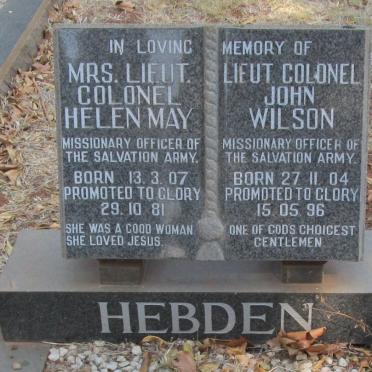 IN LOVING
MRS. LIEUT.
COLONEL
HELEN MAY
MISSIONARY OFFICER OF
THE SALVATION ARMY.
BORN 13.3.07
PROMOTED TO GLORY
29.10.81
SHE WAS A GOOD WOMAN
SHE LOVED JESUS.
MEMORY OF
LIEUT COLONEL
JOHN
WILSON
MISSIONARY OFFICER OF
THE SALVATION ARMY.
BORN 27.11.04
PROMOTED TO GLORY
15.05.96
ONE OF GODS CHOICEST
GENTLEMEN.
HEBDEN